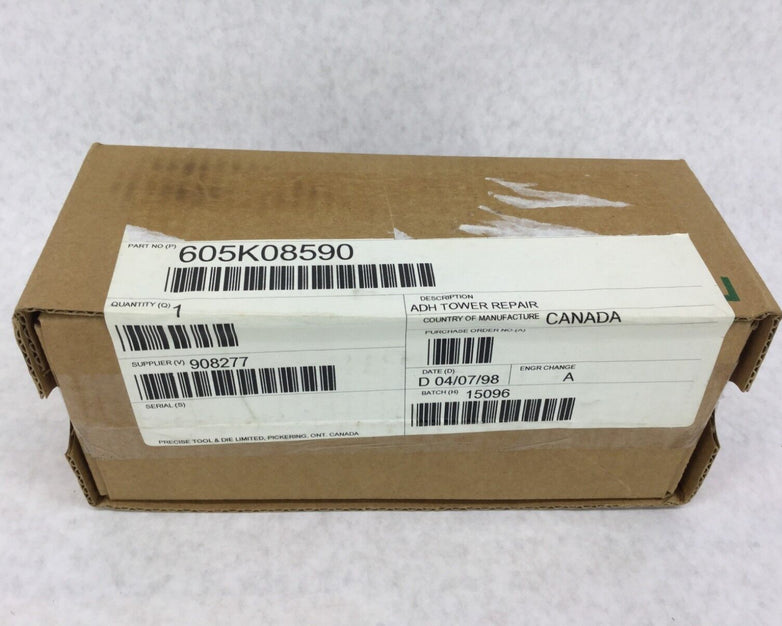 PART NO (P) 605K08590
DESCRIPTION
ADH TOWER REPAIR
QUANTITY (Q) 1
COUNTRY OF MANUFACTURE CANADA
PURCHASE ORDER NO.(K)
SUPPLIER (V) 908277
DATE (D)
D 04/07/98
ENGR CHANGE
A
SERIAL (S)
BATCH (H) 15096
PRECISE TOOL & DIE LIMITED, PICKERING, ONT. CANADA